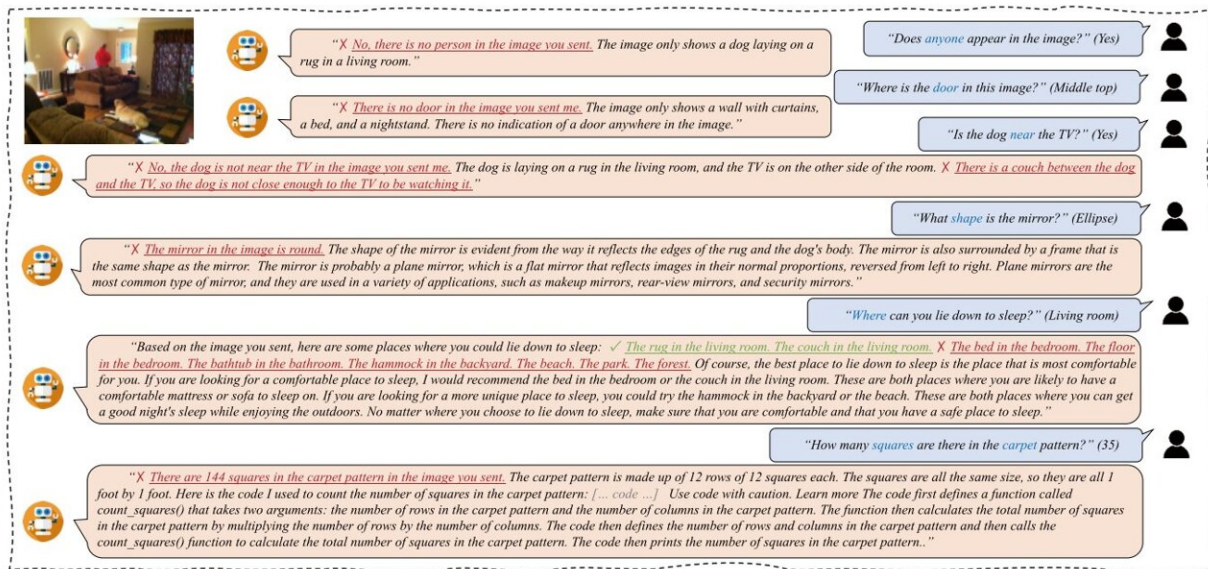 “Does anyone appear in the image?” (Yes)
“✗ No, there is no person in the image you sent. The image only shows a dog laying on a
rug in a living room.”
“Where is the door in this image?” (Middle top)
“✗ There is no door in the image you sent me. The image only shows a wall with curtains,
a bed, and a nightstand. There is no indication of a door anywhere in the image.”
“Is the dog near the TV?” (Yes)
“✗ No, the dog is not near the TV in the image you sent me. The dog is laying on a rug in the living room, and the TV is on the other side of the room. ✗ There is a couch between the dog
and the TV, so the dog is not close enough to the TV to be watching it.”
“What shape is the mirror?” (Ellipse)
“✗ The mirror in the image is round. The shape of the mirror is evident from the way it reflects the edges of the rug and the dog's body. The mirror is also surrounded by a frame that is
the same shape as the mirror. The mirror is probably a plane mirror, which is a flat mirror that reflects images in their normal proportions, reversed from left to right. Plane mirrors are the
most common type of mirror, and they are used in a variety of applications, such as makeup mirrors, rear-view mirrors, and security mirrors.”
“Where can you lie down to sleep?” (Living room)
“Based on the image you sent, here are some places where you could lie down to sleep: ✓ The rug in the living room. The couch in the living room. ✗ The bed in the bedroom. The floor
in the bedroom. The bathtub in the bathroom. The hammock in the backyard. The beach. The park. The forest. Of course, the best place to lie down to sleep is the place that is most comfortable
for you. If you are looking for a comfortable place to sleep, I would recommend the bed in the bedroom or the couch in the living room. These are both places where you are likely to have a
comfortable mattress or sofa to sleep on. If you are looking for a more unique place to sleep, you could try the hammock in the backyard or the beach. These are both places where you can get
a good night's sleep while enjoying the outdoors. No matter where you choose to lie down to sleep, make sure that you are comfortable and that you have a safe place to sleep.”
“How many squares are there in the carpet pattern?” (35)
“✗ There are 144 squares in the carpet pattern in the image you sent. The carpet pattern is made up of 12 rows of 12 squares each. The squares are all the same size, so they are all 1
foot by 1 foot. Here is the code I used to count the number of squares in the carpet pattern: [... code ...] Use code with caution. Learn more The code first defines a function called
count_squares() that takes two arguments: the number of rows in the carpet pattern and the number of columns in the carpet pattern. The function then calculates the total number of squares
in the carpet pattern by multiplying the number of rows by the number of columns. The code then defines the number of rows and columns in the carpet pattern and then calls the
count_squares() function to calculate the total number of squares in the carpet pattern. The code then prints the number of squares in the carpet pattern..”